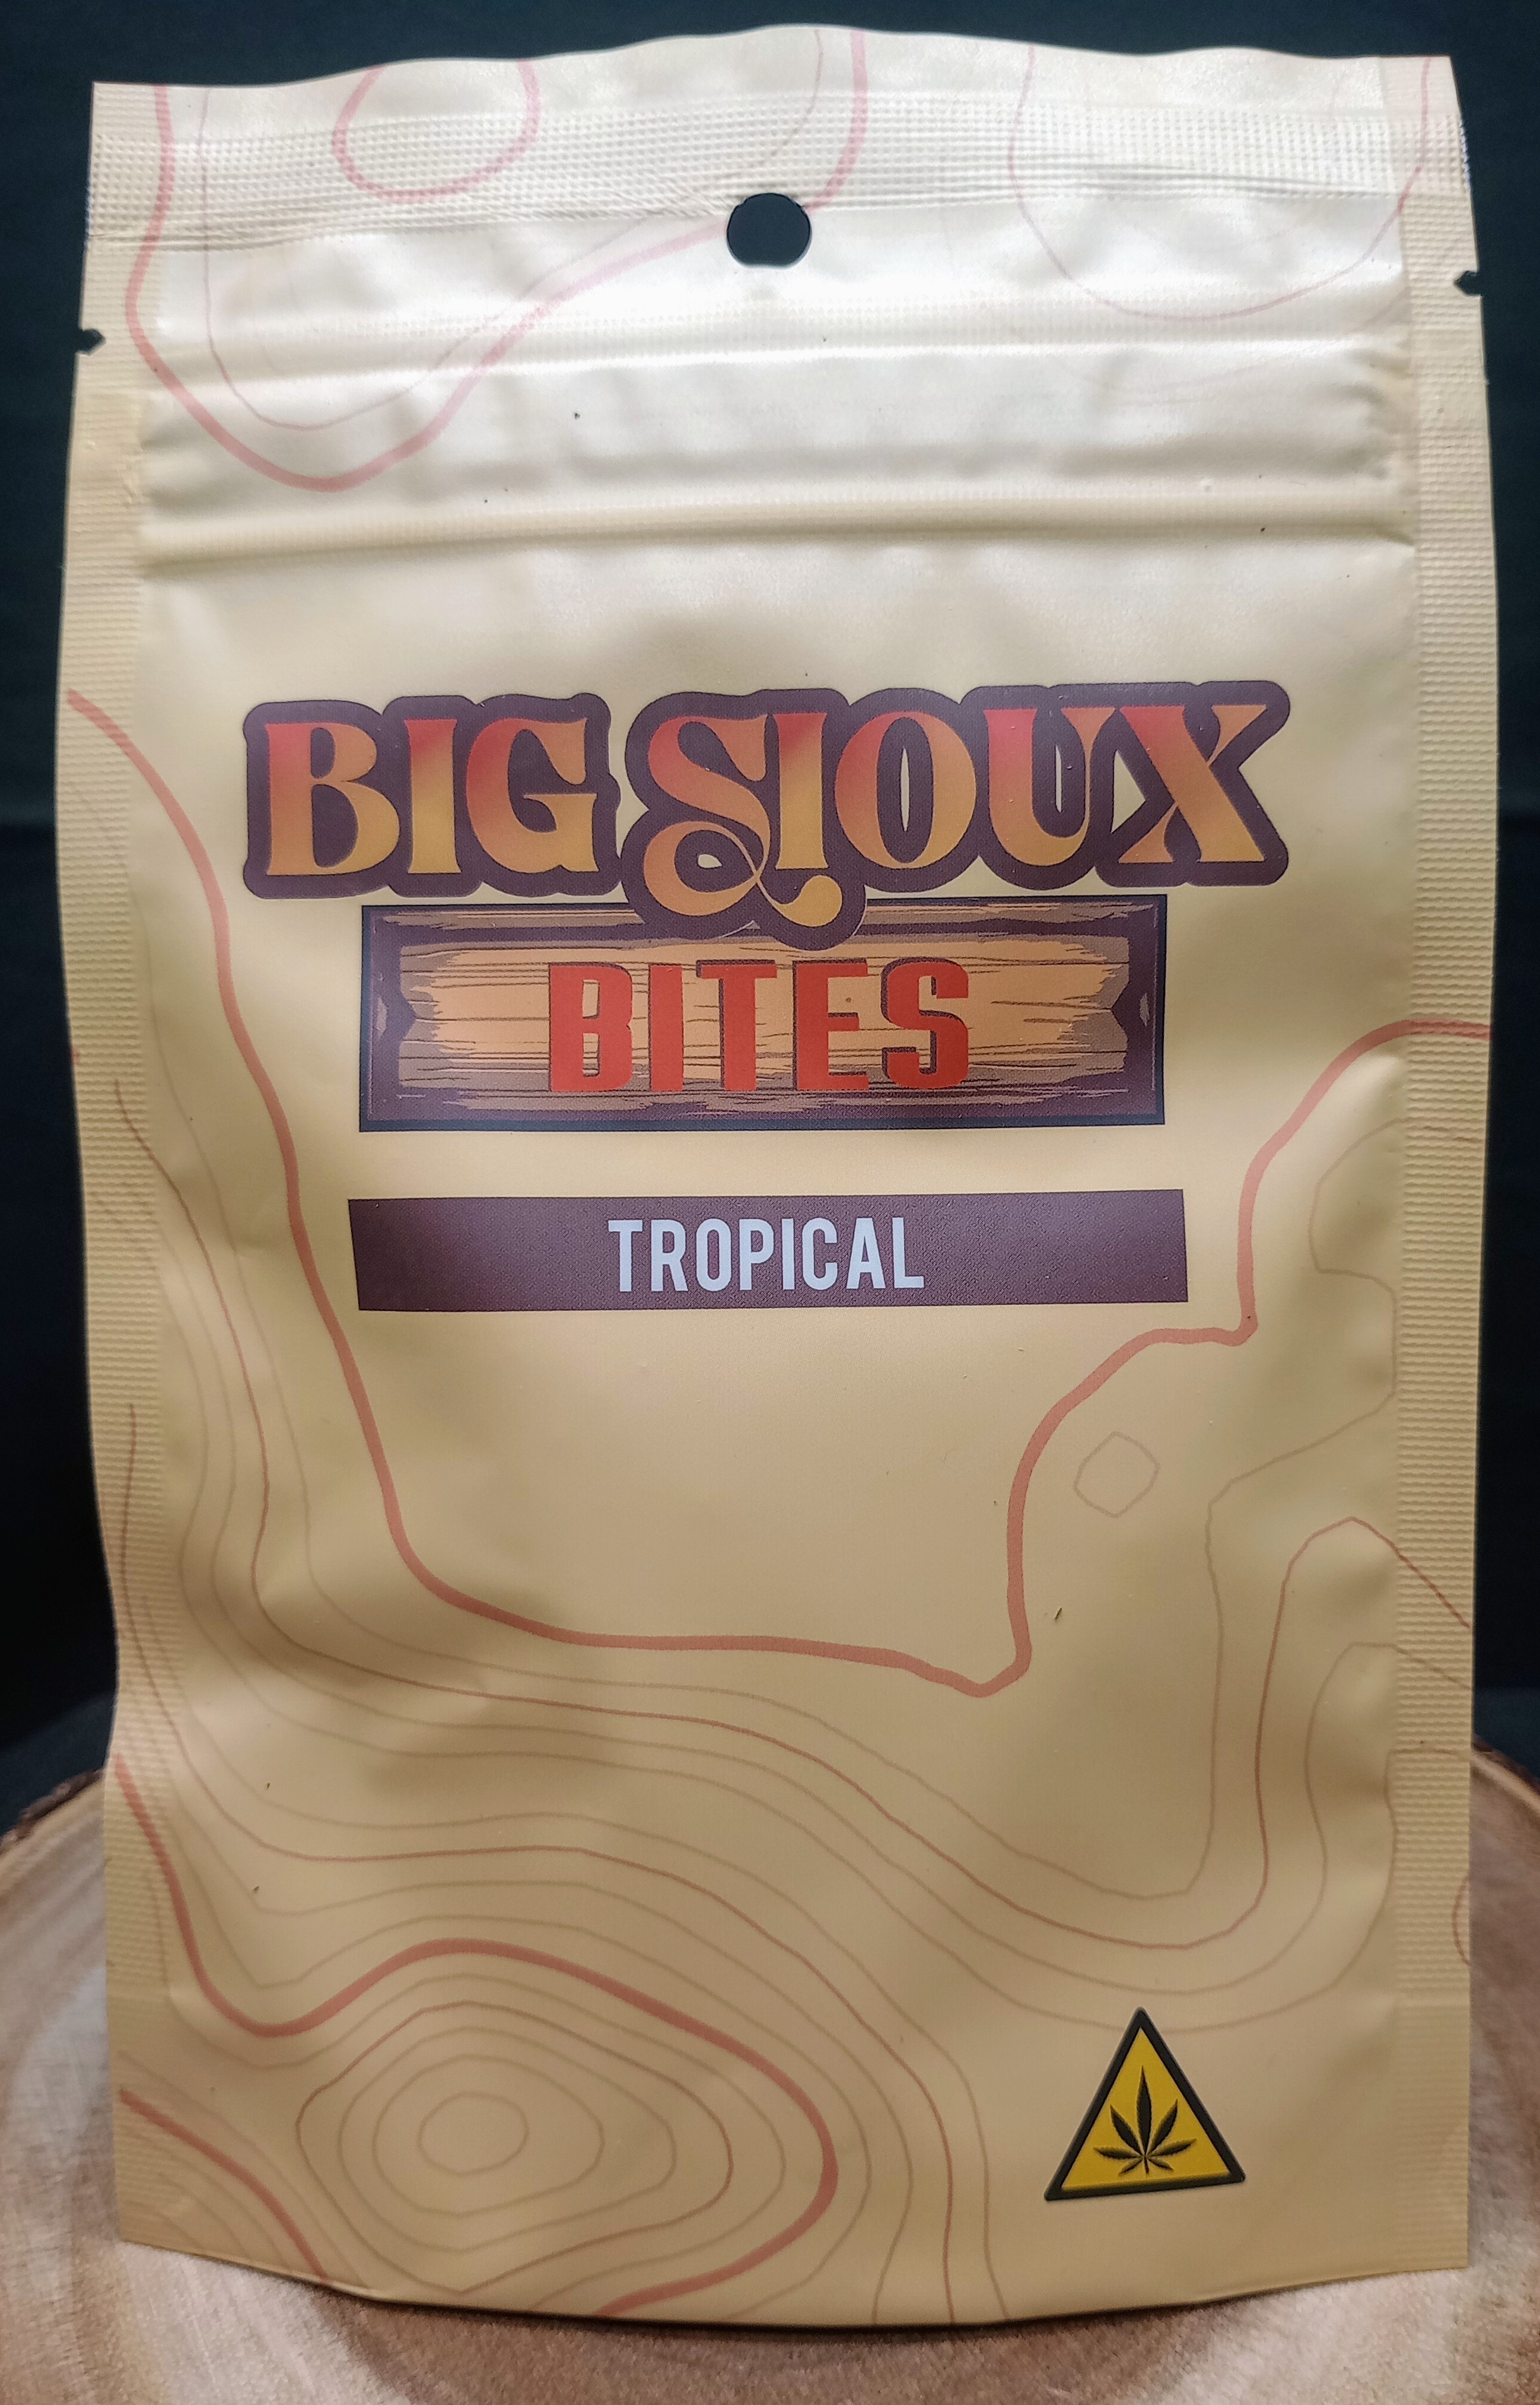 BIG SIOUX
BITES
TROPICAL